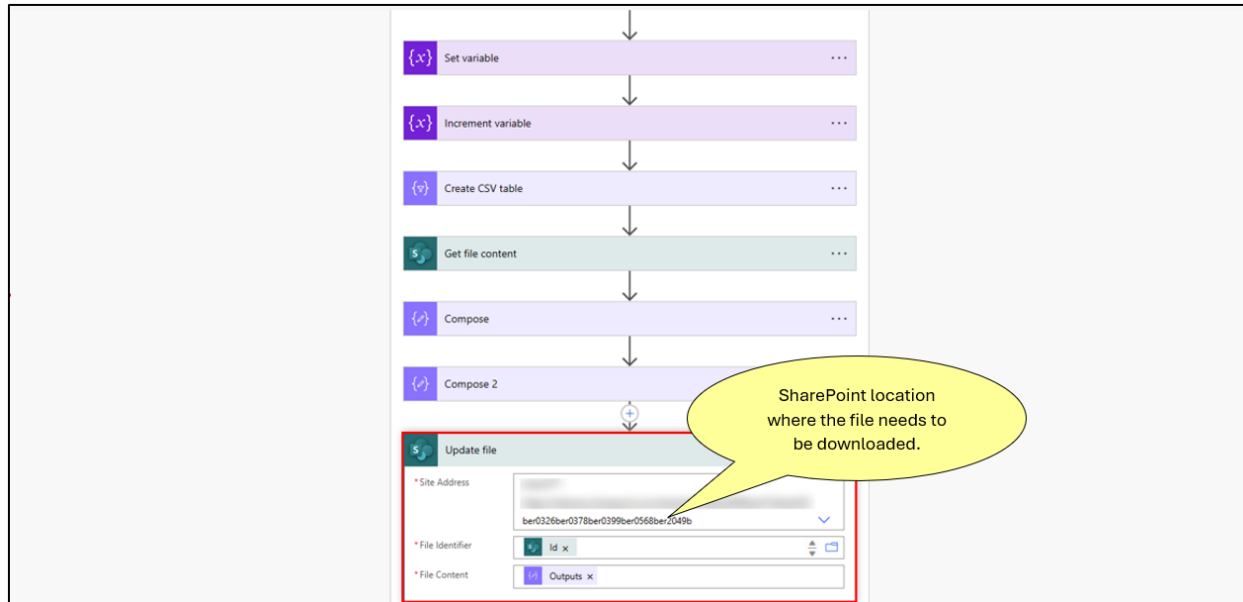 {x} Set variable ...
{x} Increment variable ...
Create CSV table ...
S Get file content ...
Compose ...
Compose 2
SharePoint location
where the file needs to
be downloaded.
S Update file
* Site Address
ber0326ber0378ber0399ber0568ber2049b
* File Identifier S Id x
* File Content Outputs x